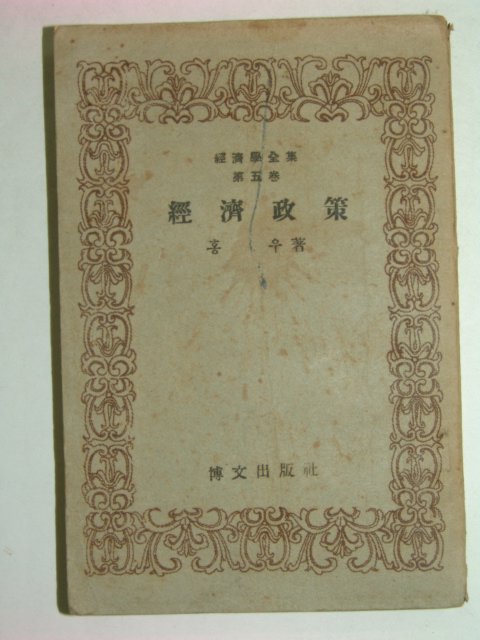 經濟學全集
第五卷
經濟政策
홍 우 著
博文出版社